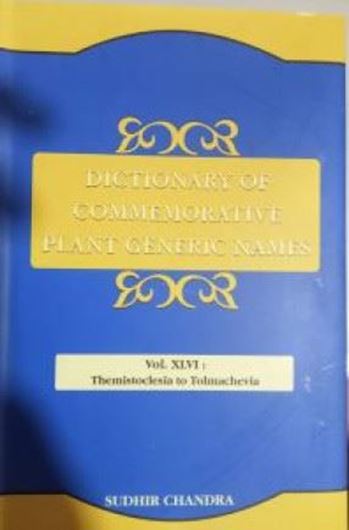 DICTIONARY OF
COMMEMORATIVE
PLANT GENERIC NAMES
Vol. XLVI :
Themistoclesia to Tolmachevia
SUDHIR CHANDRA